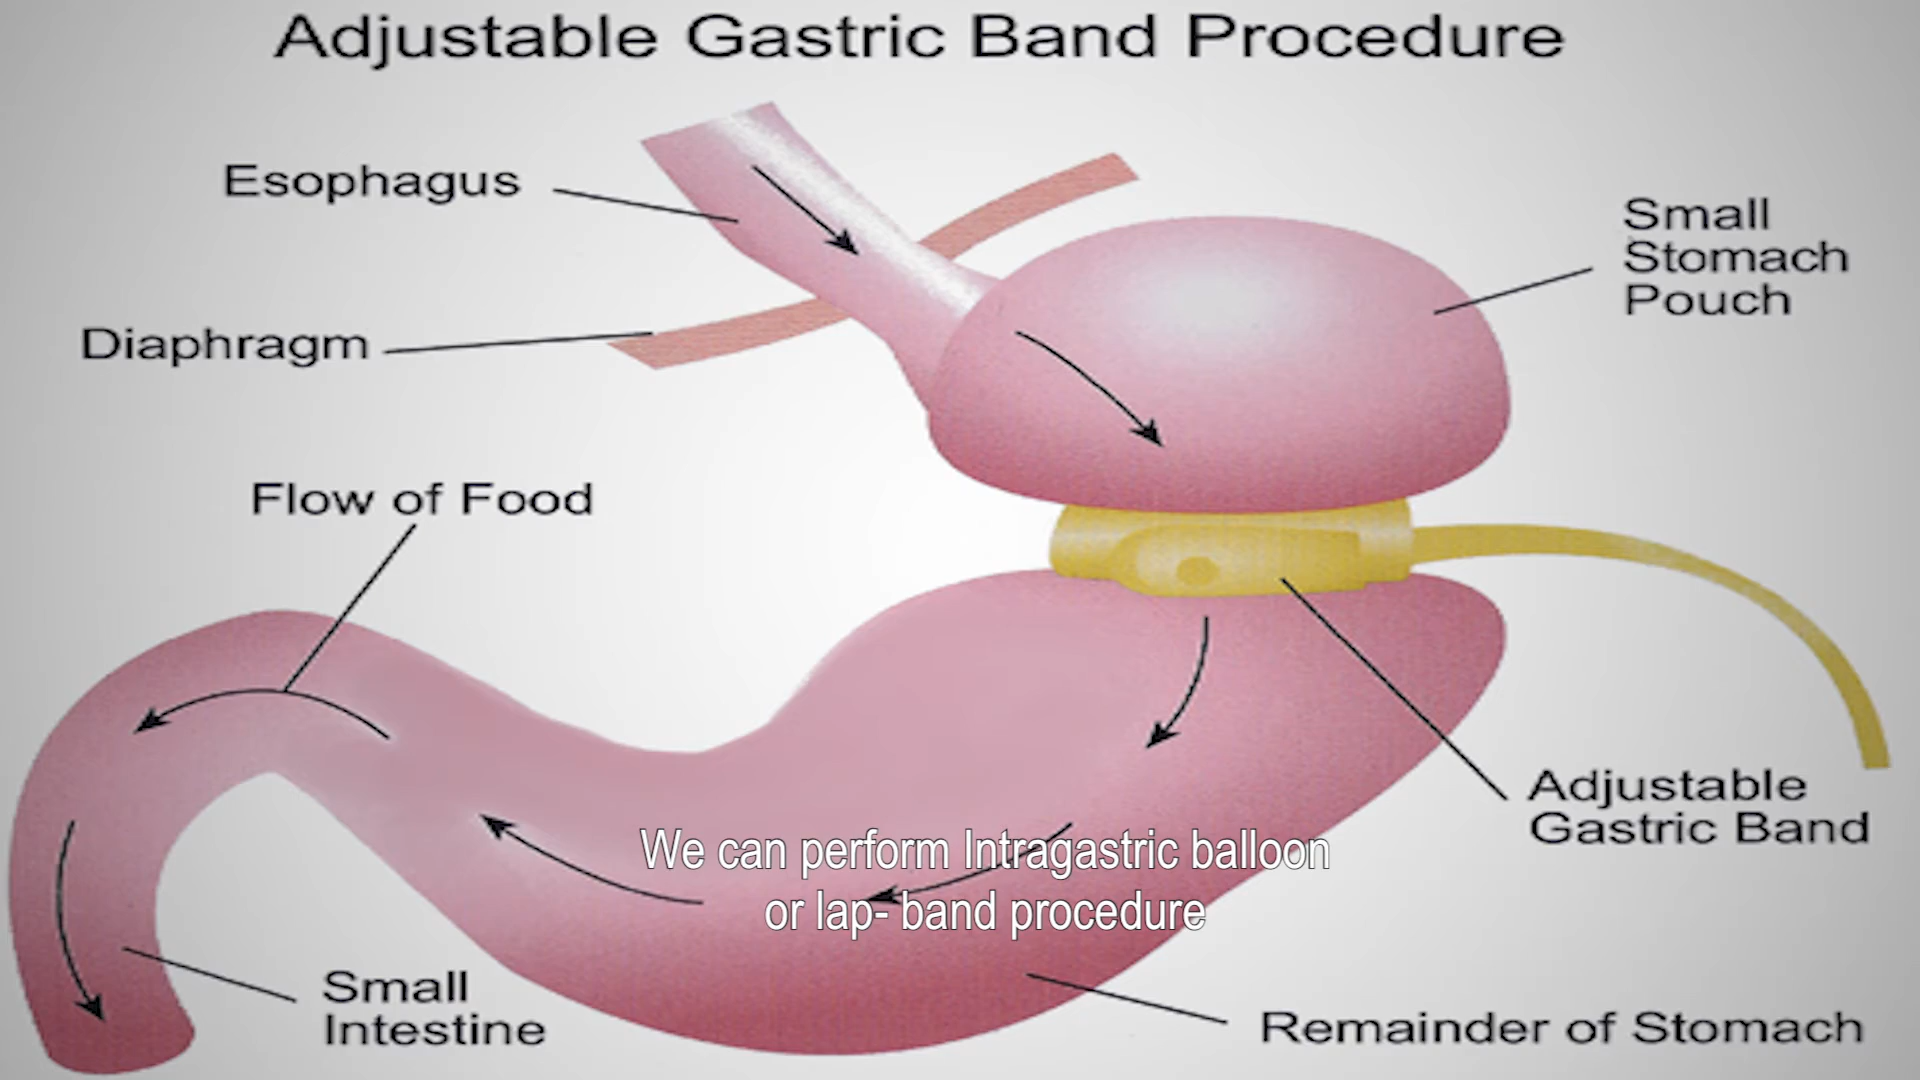 Adjustable Gastric Band Procedure
Esophagus
Small
Stomach
Pouch
Diaphragm
Flow of Food
Adjustable
Gastric Band
We can perform Intragastric balloon
or lap- band procedure
Small
Intestine
Remainder of Stomach